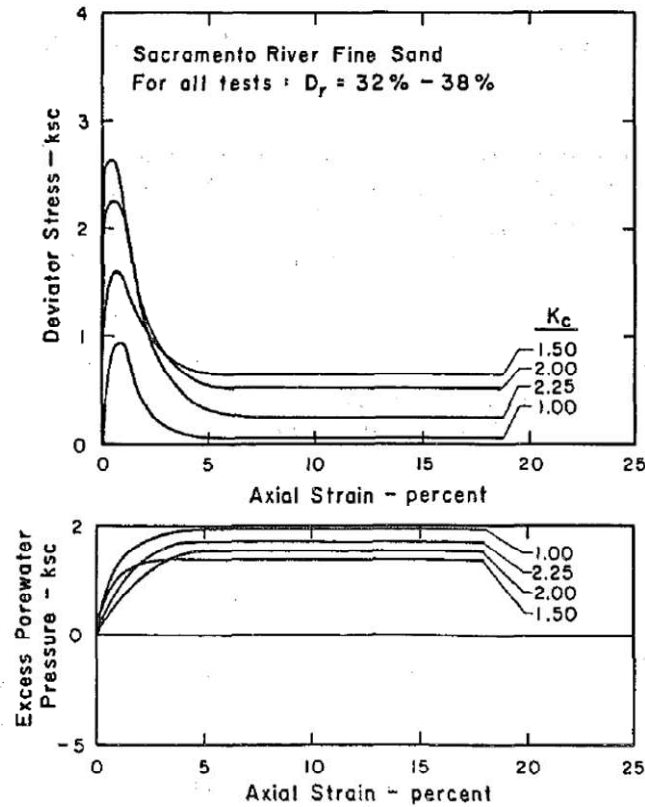 4
Sacramento River Fine Sand
For all tests : Dr = 32% – 38%
3
Deviator Stress – ksc
2
1
Kc
1.50
2.00
2.25
1.00
0
0 5 10 15 20 25
Axial Strain – percent
2
1.00
2.25
2.00
1.50
0
Excess Porewater
Pressure – ksc
-5
0 5 10 15 20 25
Axial Strain – percent